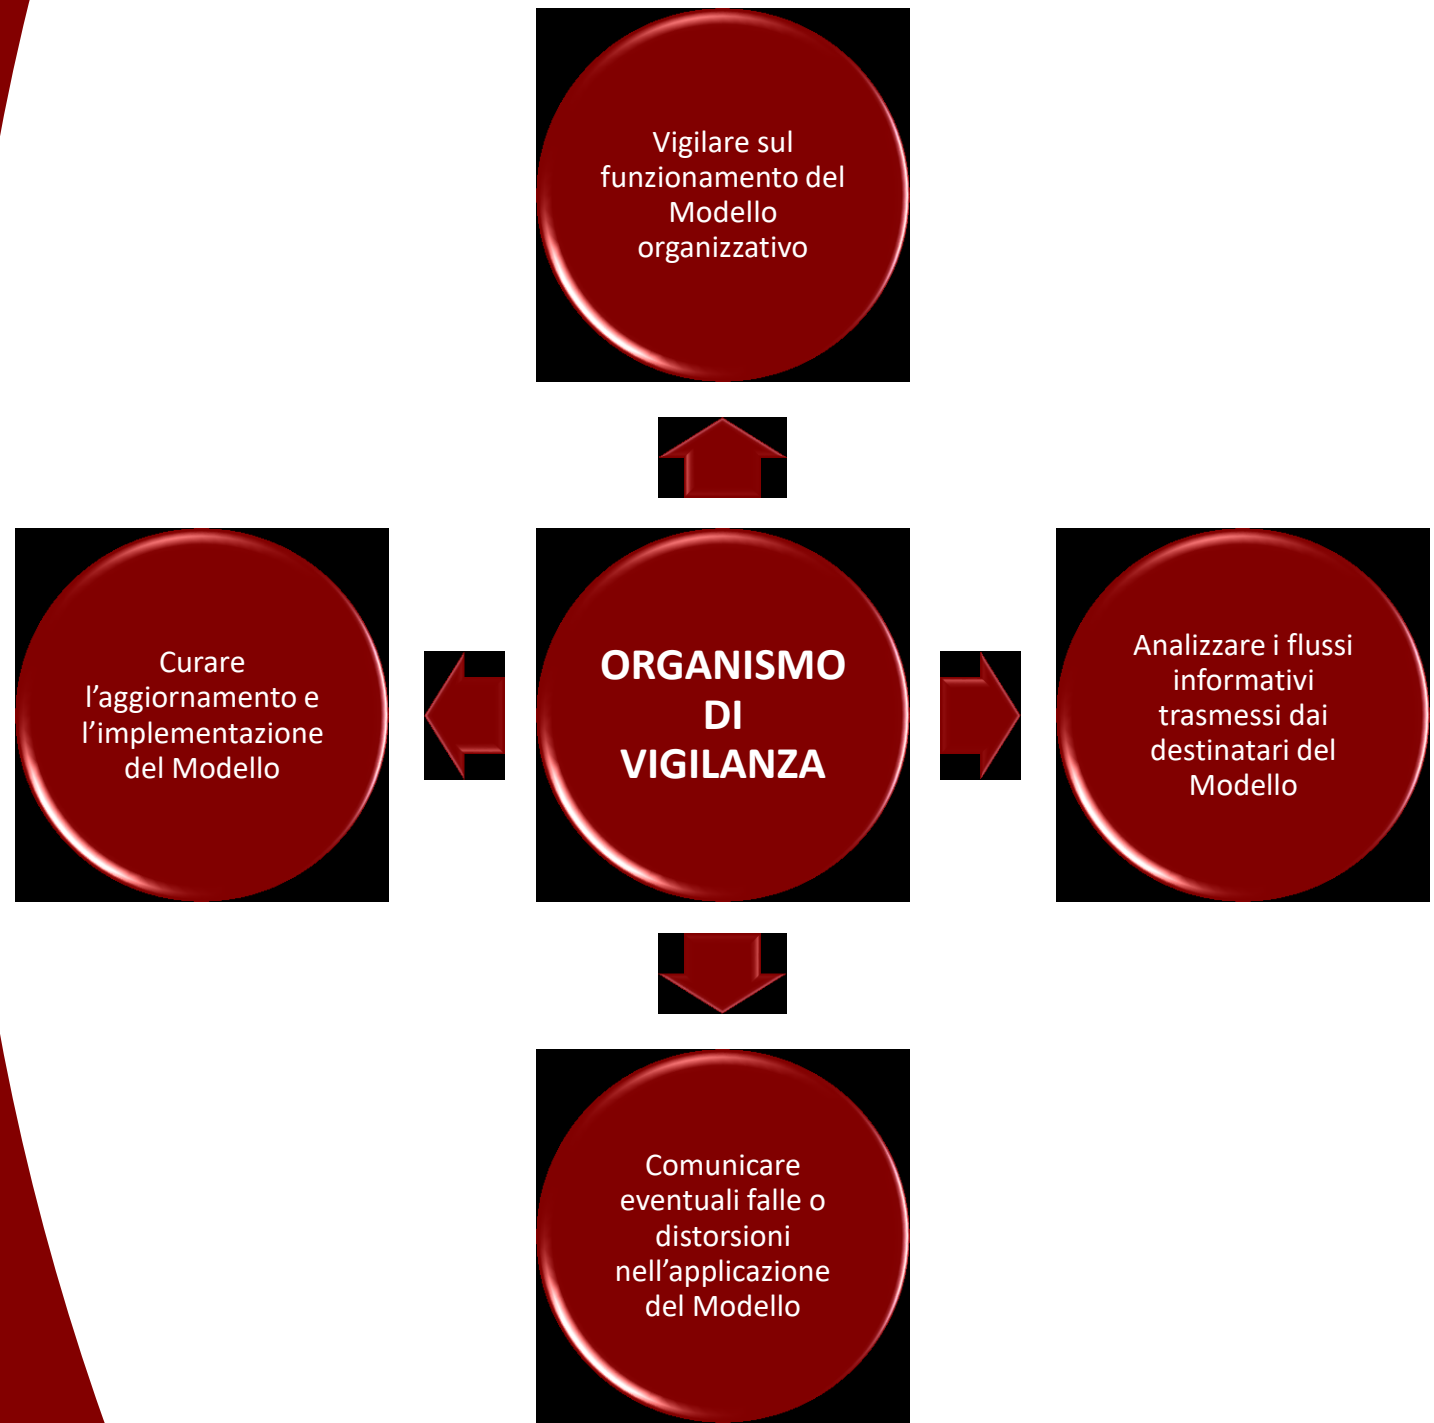 Vigilare sul
funzionamento del
Modello
organizzativo
Curare
l’aggiornamento e
l’implementazione
del Modello
ORGANISMO
DI
VIGILANZA
Analizzare i flussi
informativi
trasmessi dai
destinatari del
Modello
Comunicare
eventuali falle o
distorsioni
nell’applicazione
del Modello